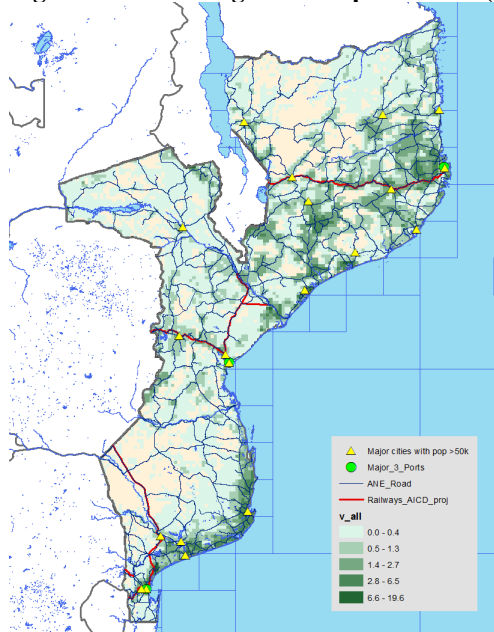 Major cities with pop >50k
Major_3_Ports
ANE_Road
Railways_AICD_proj
v_all
0.0 - 0.4
0.5 - 1.3
1.4 - 2.7
2.8 - 6.5
6.6 - 19.6